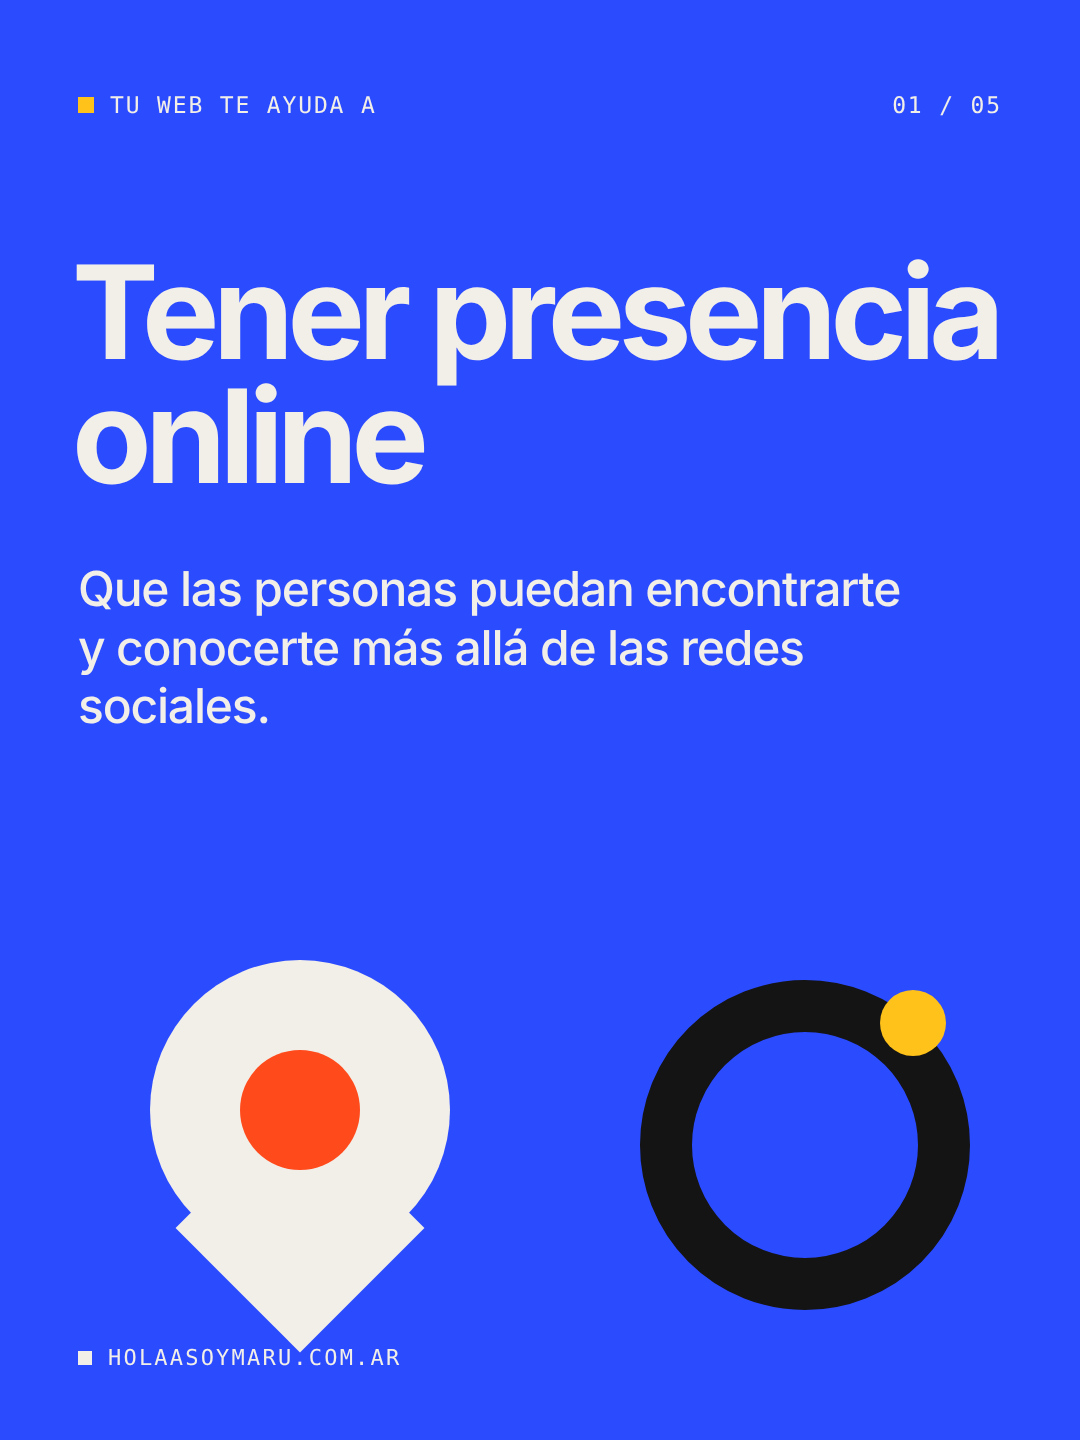 TU WEB TE AYUDA A
01 / 05
Tener presencia
online
Que las personas puedan encontrarte
y conocerte más allá de las redes
sociales.
HOLAASOYMARU.COM.AR